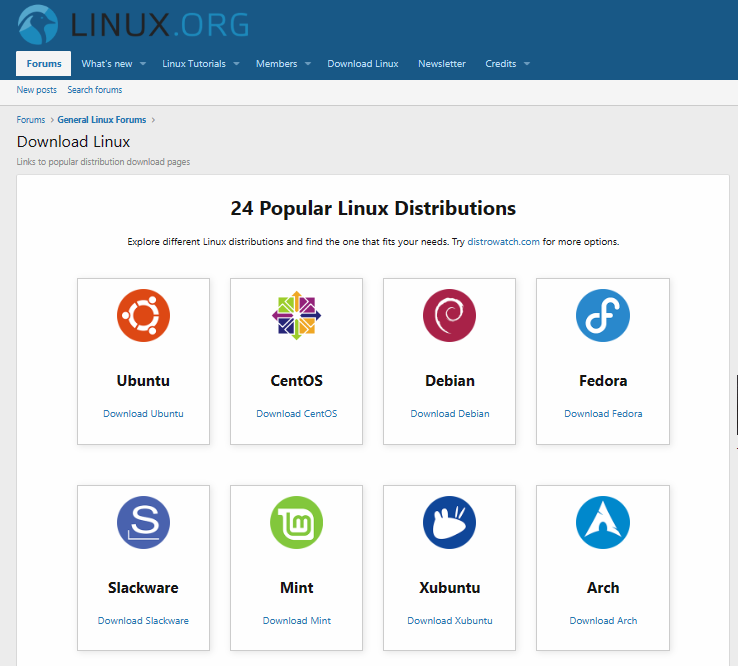 LINUX.ORG
Forums What's new Linux Tutorials Members Download Linux Newsletter Credits
New posts Search forums
Forums › General Linux Forums ›
Download Linux
Links to popular distribution download pages
24 Popular Linux Distributions
Explore different Linux distributions and find the one that fits your needs. Try distrowatch.com for more options.
Ubuntu CentOS Debian Fedora
Download Ubuntu Download CentOS Download Debian Download Fedora
Slackware Mint Xubuntu Arch
Download Slackware Download Mint Download Xubuntu Download Arch